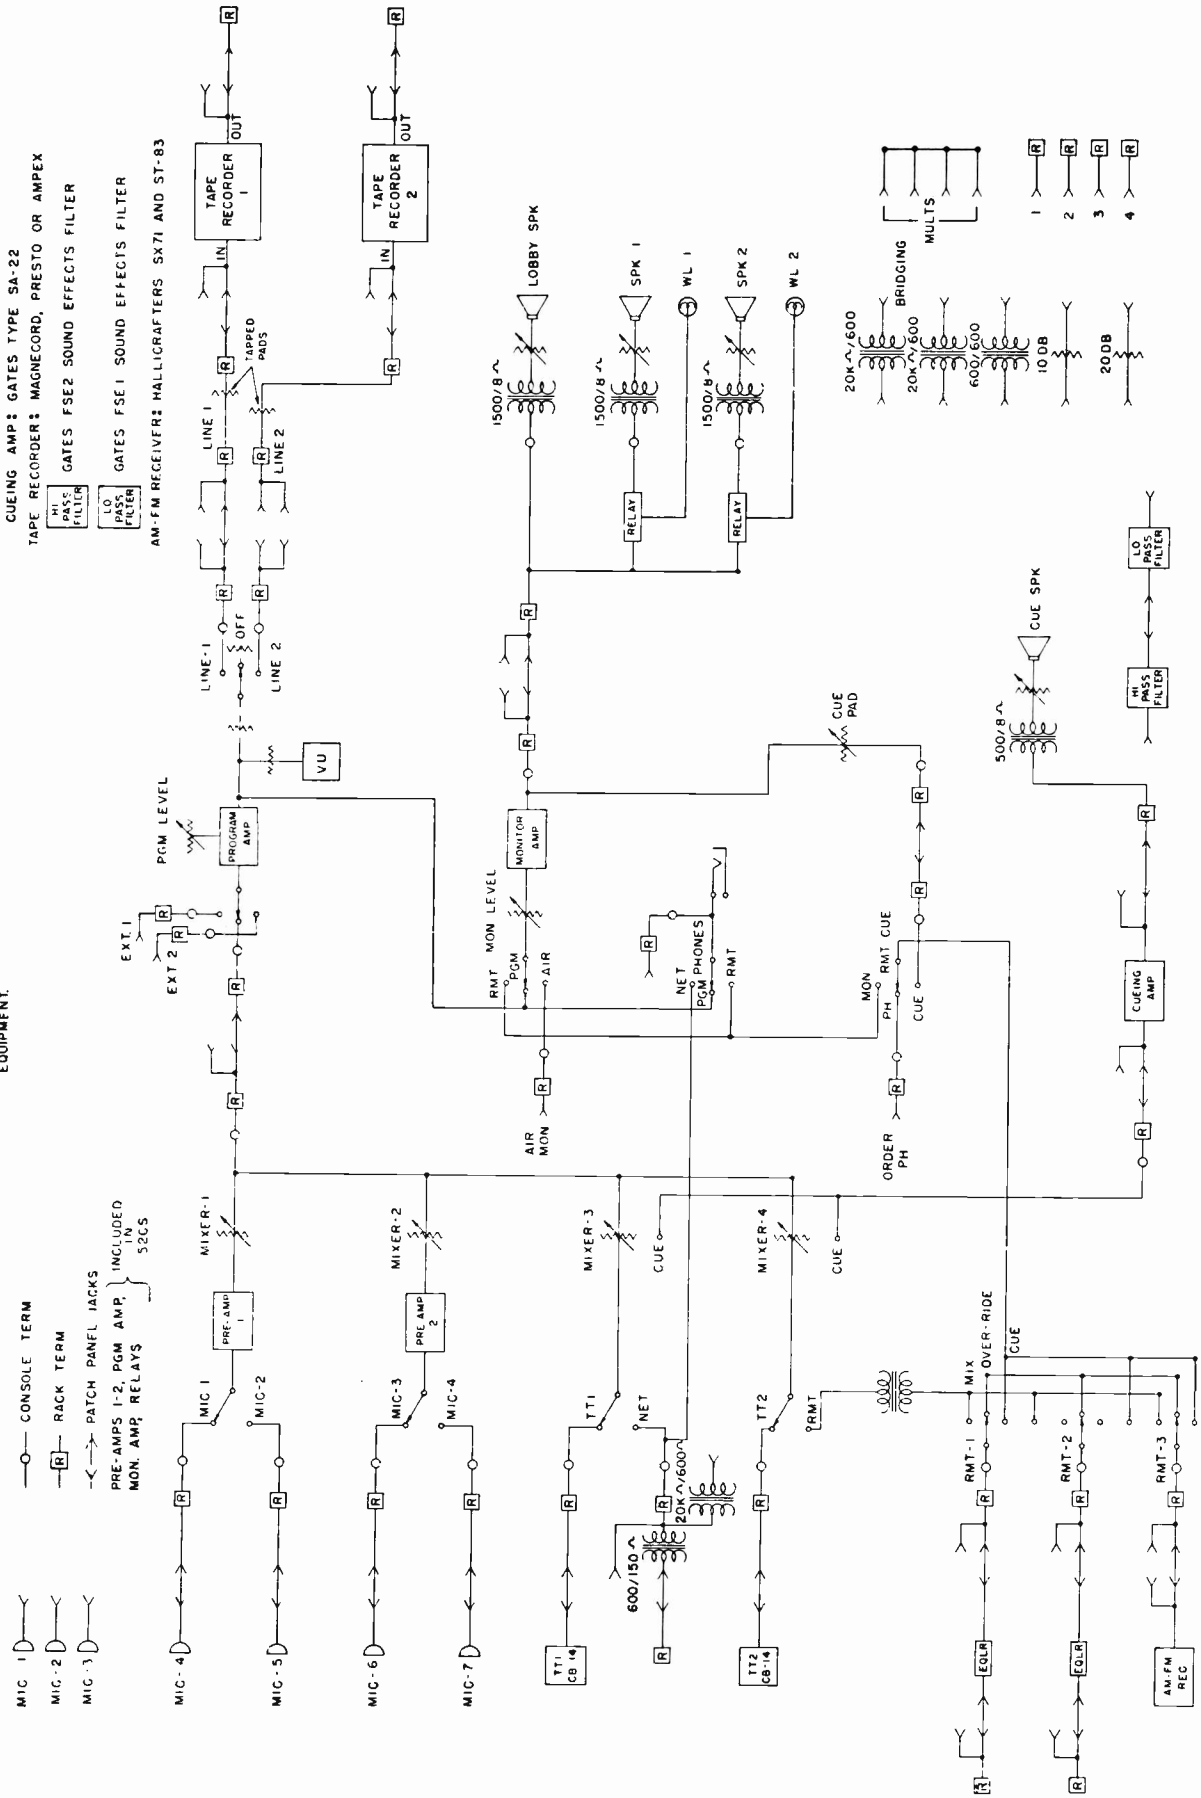 EQUIPMENT.
CUEING AMP: GATES TYPE SA-22
TAPE RECORDER: MAGNECORD, PRESTO OR AMPEX
HI PASS FILTER GATES FSE2 SOUND EFFECTS FILTER
LO PASS FILTER GATES FSE1 SOUND EFFECTS FILTER
AM-FM RECEIVER: HALLICRAFTERS SX71 AND ST-83
MIC 1
MIC-2
MIC-3
CONSOLE TERM
R RACK TERM
PATCH PANEL JACKS
PRE-AMPS 1-2, PGM AMP,
MON. AMP, RELAYS
INCLUDED
IN
52CS
MIC-4
R
MIC 1
MIC-2
MIC-5
R
PRE-AMP
1
MIXER-1
MIC-6
R
MIC-3
MIC-4
MIC-7
R
PRE AMP
2
MIXER-2
R
R
EXT. 1
R
EXT 2
R
PROGRAM
AMP
PGM LEVEL
VU
LINE-1
OFF
LINE 2
R
R
R
LINE 1
R
LINE 2
TAPPED
PADS
R
R
IN
TAPE
RECORDER
1
OUT
R
IN
TAPE
RECORDER
2
OUT
R
TT1
CB-14
R
TT1
NET
MIXER-3
CUE
600/150Ω
R
R
20K Ω/600Ω
TT2
CB-14
R
TT2
RMT
MIXER-4
CUE
AIR
MON
R
RMT
PGM
AIR
MON LEVEL
MONITOR
AMP
R
R
1500/8Ω
LOBBY SPK
RELAY
1500/8Ω
SPK 1
WL 1
RELAY
1500/8Ω
SPK 2
WL 2
NET
PGM PHONES
RMT
R
CUE
PAD
R
R
ORDER
PH
R
MON
PH
RMT CUE
CUE
20KΩ/600
BRIDGING
20KΩ/600
600/600
10 DB
20 DB
MULTS
1 R
2 R
3 R
4 R
R
CUEING
AMP
R
500/8Ω
CUE SPK
HI
PASS
FILTER
LO
PASS
FILTER
R
EQLR
R
RMT-1
MIX
OVER-RIDE
CUE
R
EQLR
R
RMT-2
AM-FM
REC
R
RMT-3